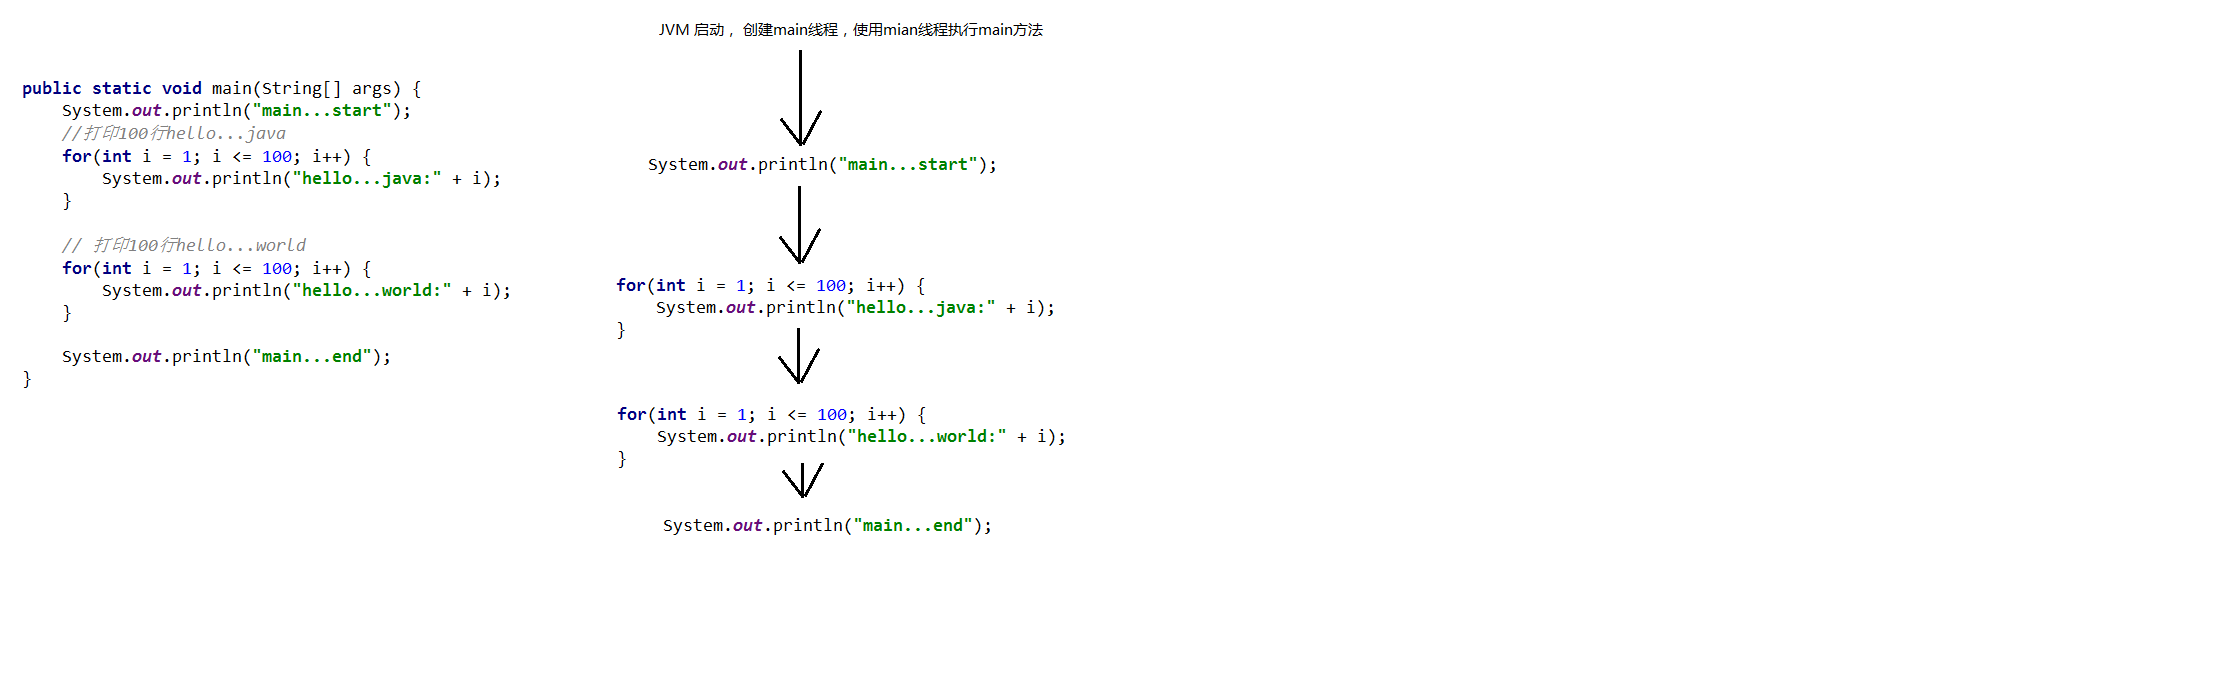 public static void main(String[] args) {
    System.out.println("main...start");
    //打印100行hello...java
    for(int i = 1; i <= 100; i++) {
        System.out.println("hello...java:" + i);
    }
    // 打印100行hello...world
    for(int i = 1; i <= 100; i++) {
        System.out.println("hello...world:" + i);
    }
    System.out.println("main...end");
}
JVM 启动， 创建main线程，使用mian线程执行main方法
System.out.println("main...start");
for(int i = 1; i <= 100; i++) {
    System.out.println("hello...java:" + i);
}
for(int i = 1; i <= 100; i++) {
    System.out.println("hello...world:" + i);
}
System.out.println("main...end");